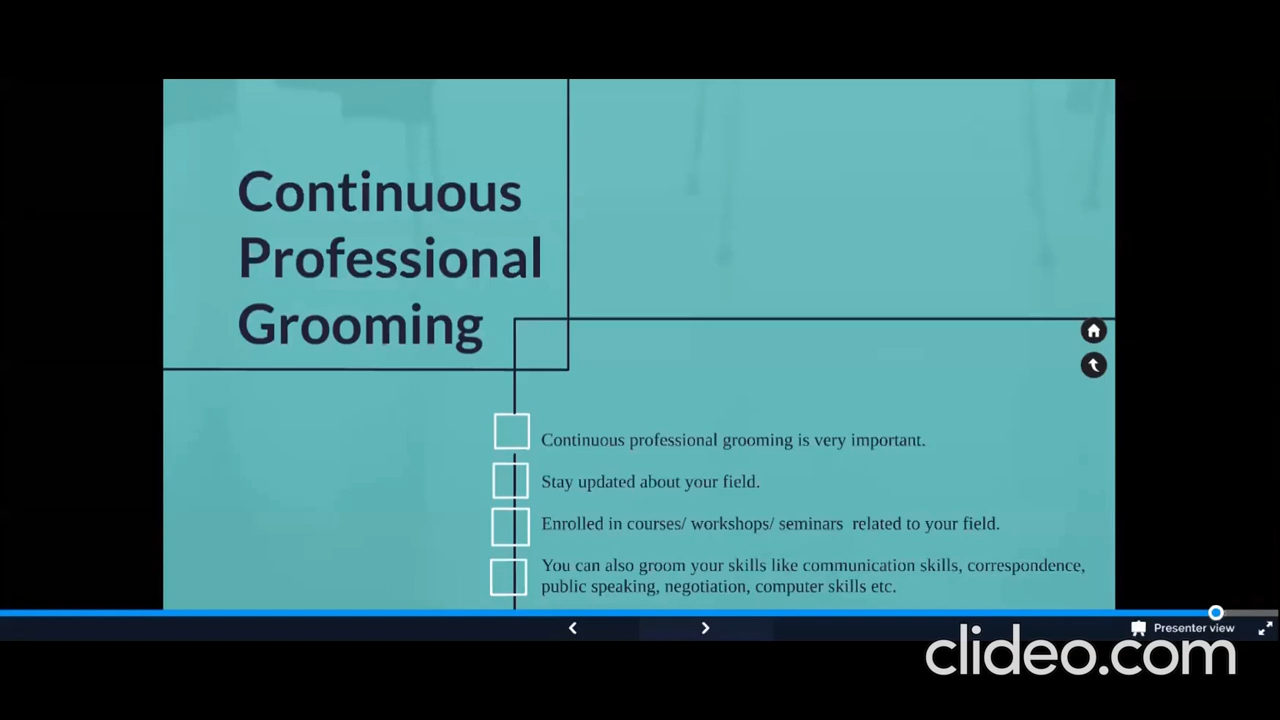 Continuous
Professional
Grooming
Continuous professional grooming is very important.
Stay updated about your field.
Enrolled in courses/ workshops/ seminars related to your field.
You can also groom your skills like communication skills, correspondence,
public speaking, negotiation, computer skills etc.
Presenter view
clideo.com